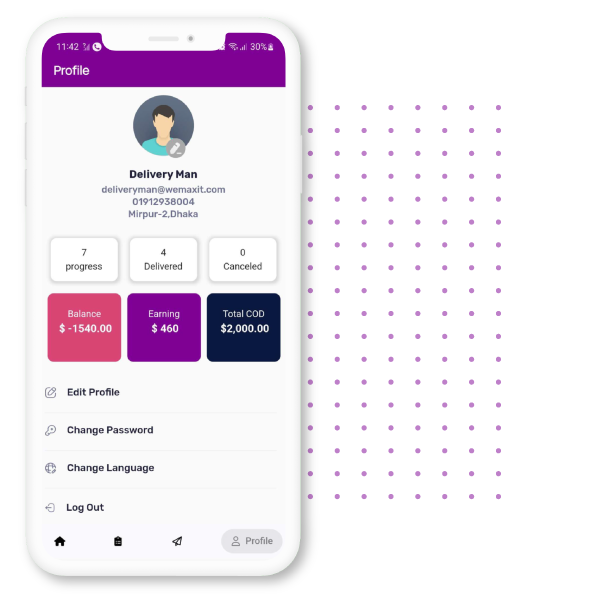 11:42
30%
Profile
Delivery Man
deliveryman@wemaxit.com
01912938004
Mirpur-2,Dhaka
7
progress
4
Delivered
0
Canceled
Balance
$ -1540.00
Earning
$ 460
Total COD
$2,000.00
Edit Profile
Change Password
Change Language
Log Out
Profile